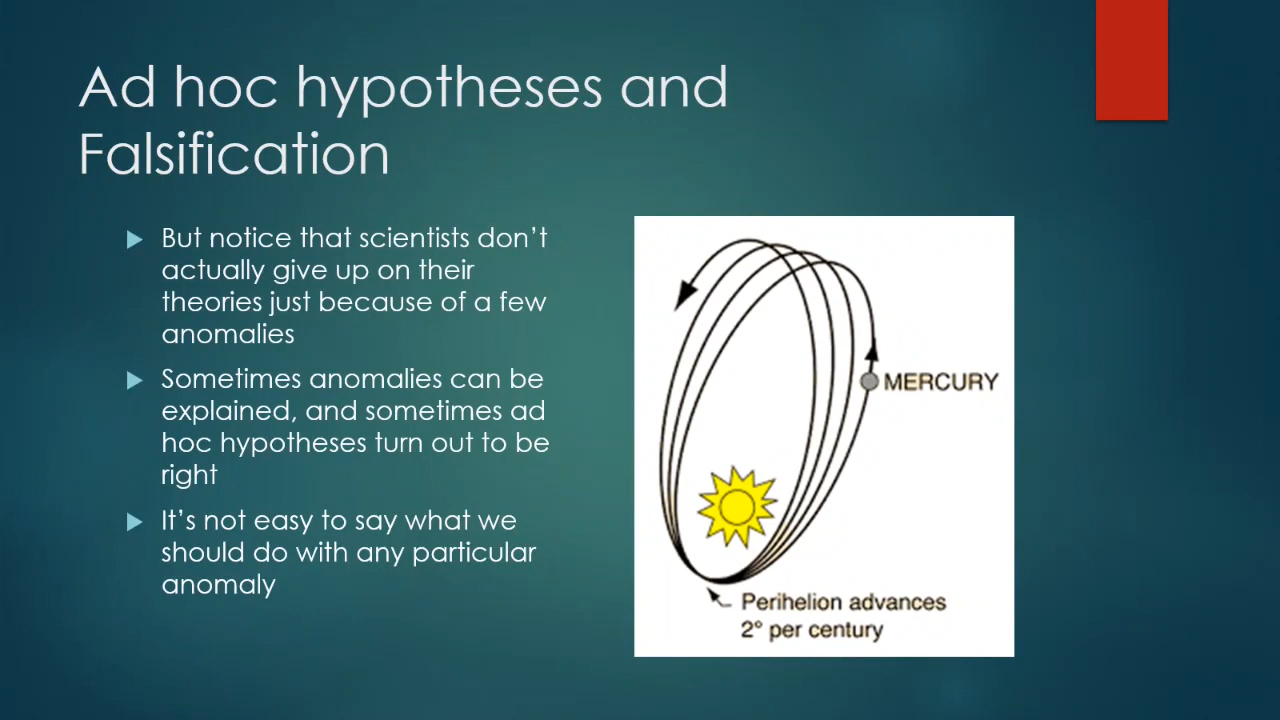 Ad hoc hypotheses and
Falsification
But notice that scientists don’t
actually give up on their
theories just because of a few
anomalies
Sometimes anomalies can be
explained, and sometimes ad
hoc hypotheses turn out to be
right
It’s not easy to say what we
should do with any particular
anomaly
MERCURY
Perihelion advances
2° per century